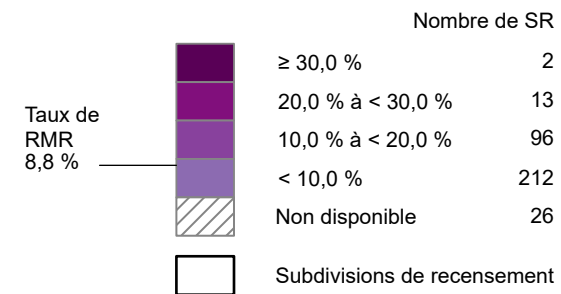 Nombre de SR
≥ 30,0 % 2
20,0 % à < 30,0 % 13
Taux de
RMR
8,8 %
10,0 % à < 20,0 % 96
< 10,0 % 212
Non disponible 26
Subdivisions de recensement